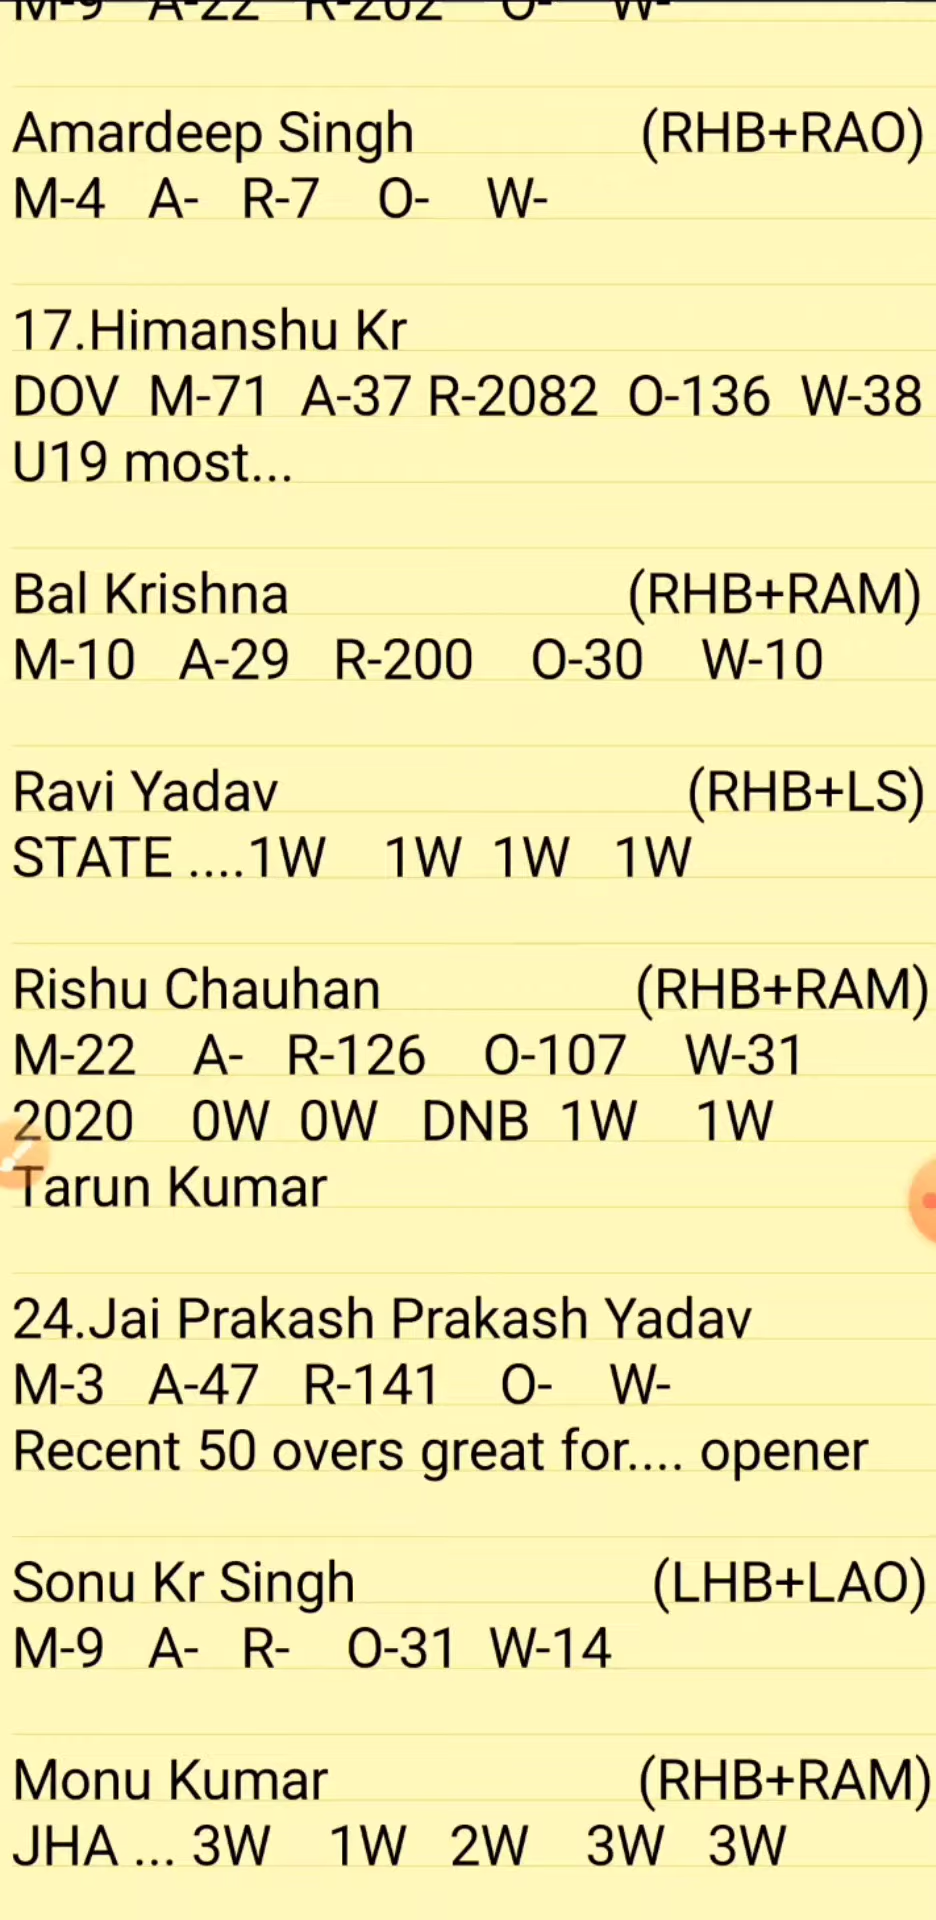 M-9 A-22 R-202 O- W-
Amardeep Singh (RHB+RAO)
M-4 A- R-7 O- W-
17.Himanshu Kr
DOV M-71 A-37 R-2082 O-136 W-38
U19 most...
Bal Krishna (RHB+RAM)
M-10 A-29 R-200 O-30 W-10
Ravi Yadav (RHB+LS)
STATE ....1W 1W 1W 1W
Rishu Chauhan (RHB+RAM)
M-22 A- R-126 O-107 W-31
2020 0W 0W DNB 1W 1W
Tarun Kumar
24.Jai Prakash Prakash Yadav
M-3 A-47 R-141 O- W-
Recent 50 overs great for.... opener
Sonu Kr Singh (LHB+LAO)
M-9 A- R- O-31 W-14
Monu Kumar (RHB+RAM)
JHA ... 3W 1W 2W 3W 3W